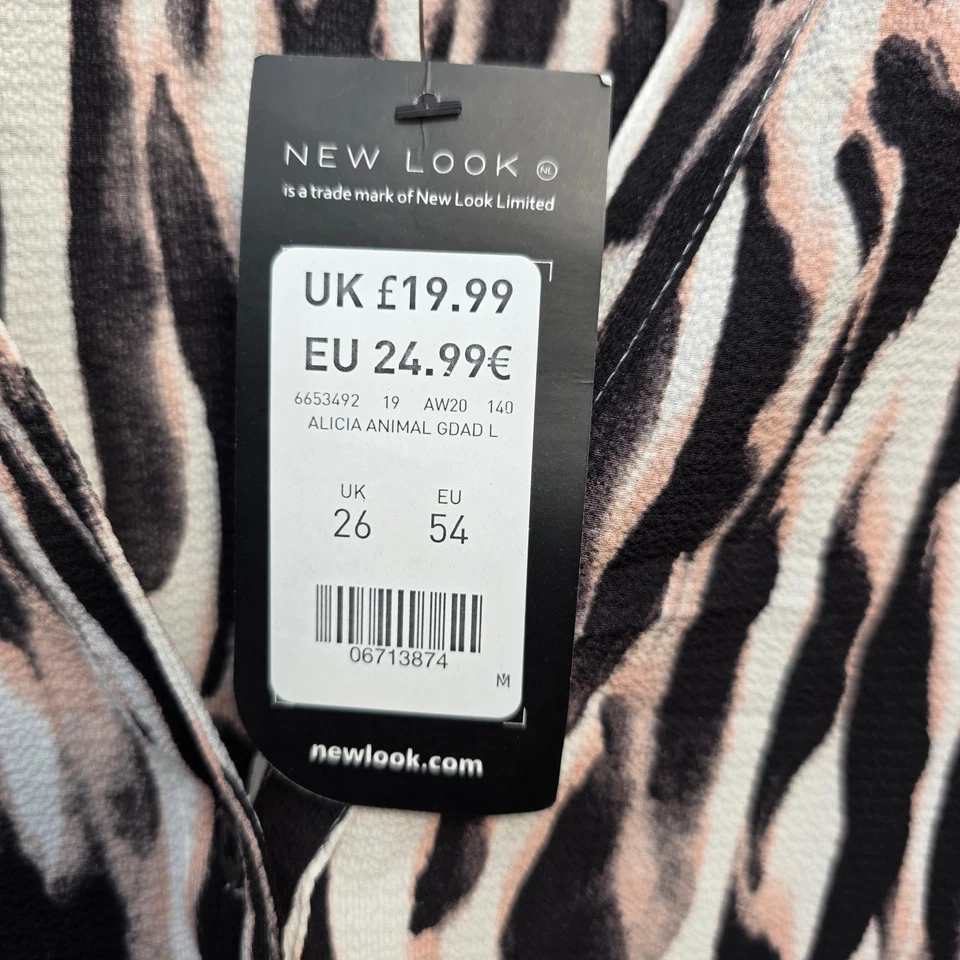 NEW LOOK NL
is a trade mark of New Look Limited
UK £19.99
EU 24.99€
6653492 19 AW20 140
ALICIA ANIMAL GDAD L
UK EU
26 54
06713874
M
newlook.com